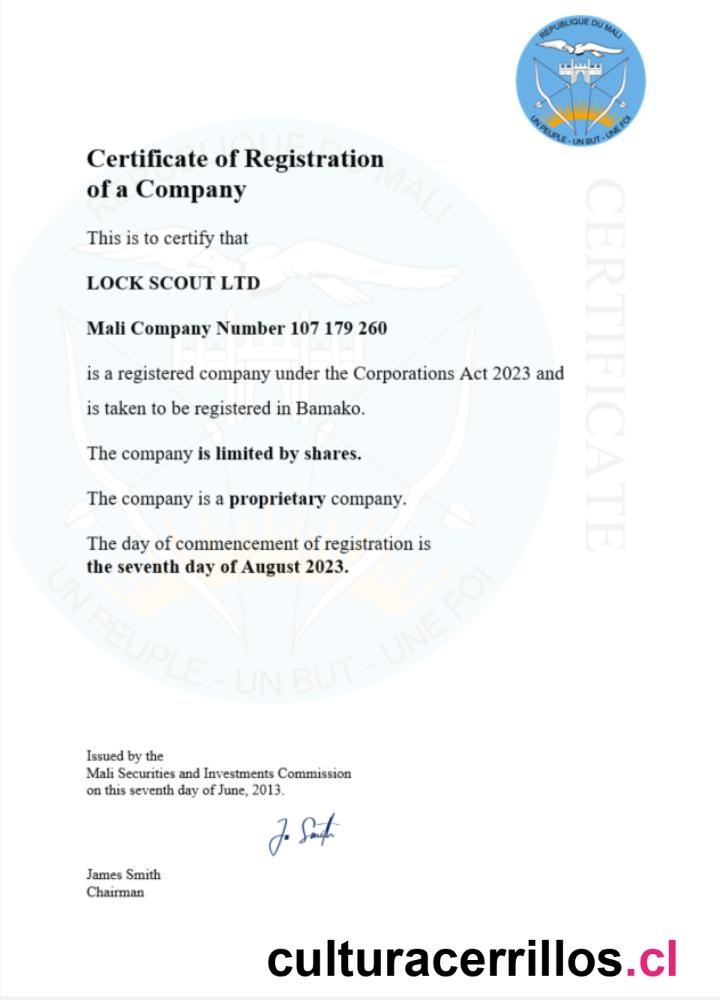 REPUBLIQUE DU MALI
UN PEUPLE - UN BUT - UNE FOI
Certificate of Registration
of a Company
This is to certify that
LOCK SCOUT LTD
Mali Company Number 107 179 260
is a registered company under the Corporations Act 2023 and
is taken to be registered in Bamako.
The company is limited by shares.
The company is a proprietary company.
The day of commencement of registration is
the seventh day of August 2023.
CERTIFICATE
REPUBLIQUE DU MALI
UN PEUPLE - UN BUT - UNE FOI
Issued by the
Mali Securities and Investments Commission
on this seventh day of June, 2013.
J. Smith
James Smith
Chairman
culturacerrillos.cl